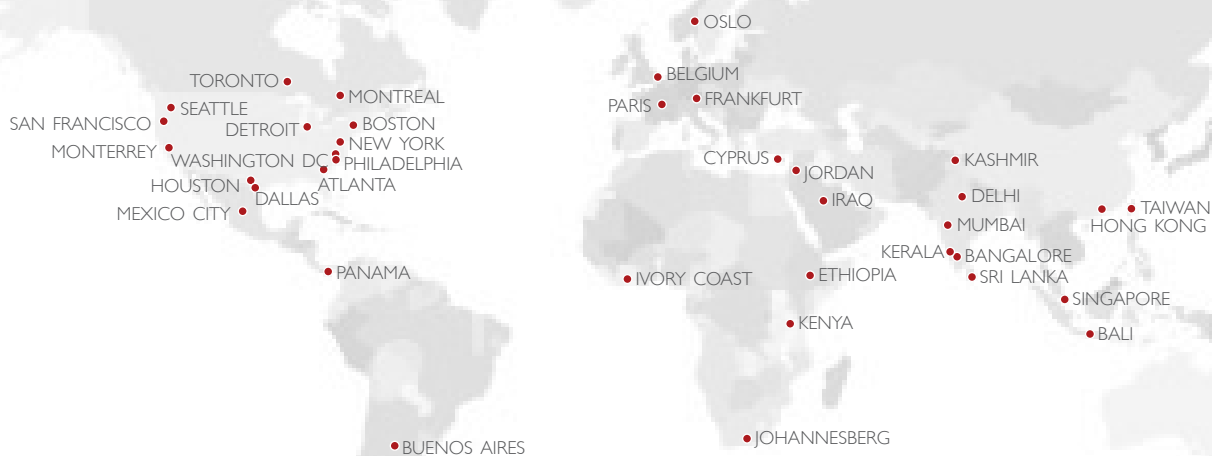 OSLO
BELGIUM
TORONTO
MONTREAL
PARIS
FRANKFURT
SEATTLE
SAN FRANCISCO
DETROIT
BOSTON
MONTERREY
NEW YORK
WASHINGTON DC
PHILADELPHIA
CYPRUS
KASHMIR
JORDAN
HOUSTON
ATLANTA
DALLAS
IRAQ
DELHI
MEXICO CITY
TAIWAN
HONG KONG
MUMBAI
KERALA
BANGALORE
PANAMA
IVORY COAST
ETHIOPIA
SRI LANKA
SINGAPORE
KENYA
BALI
JOHANNESBERG
BUENOS AIRES